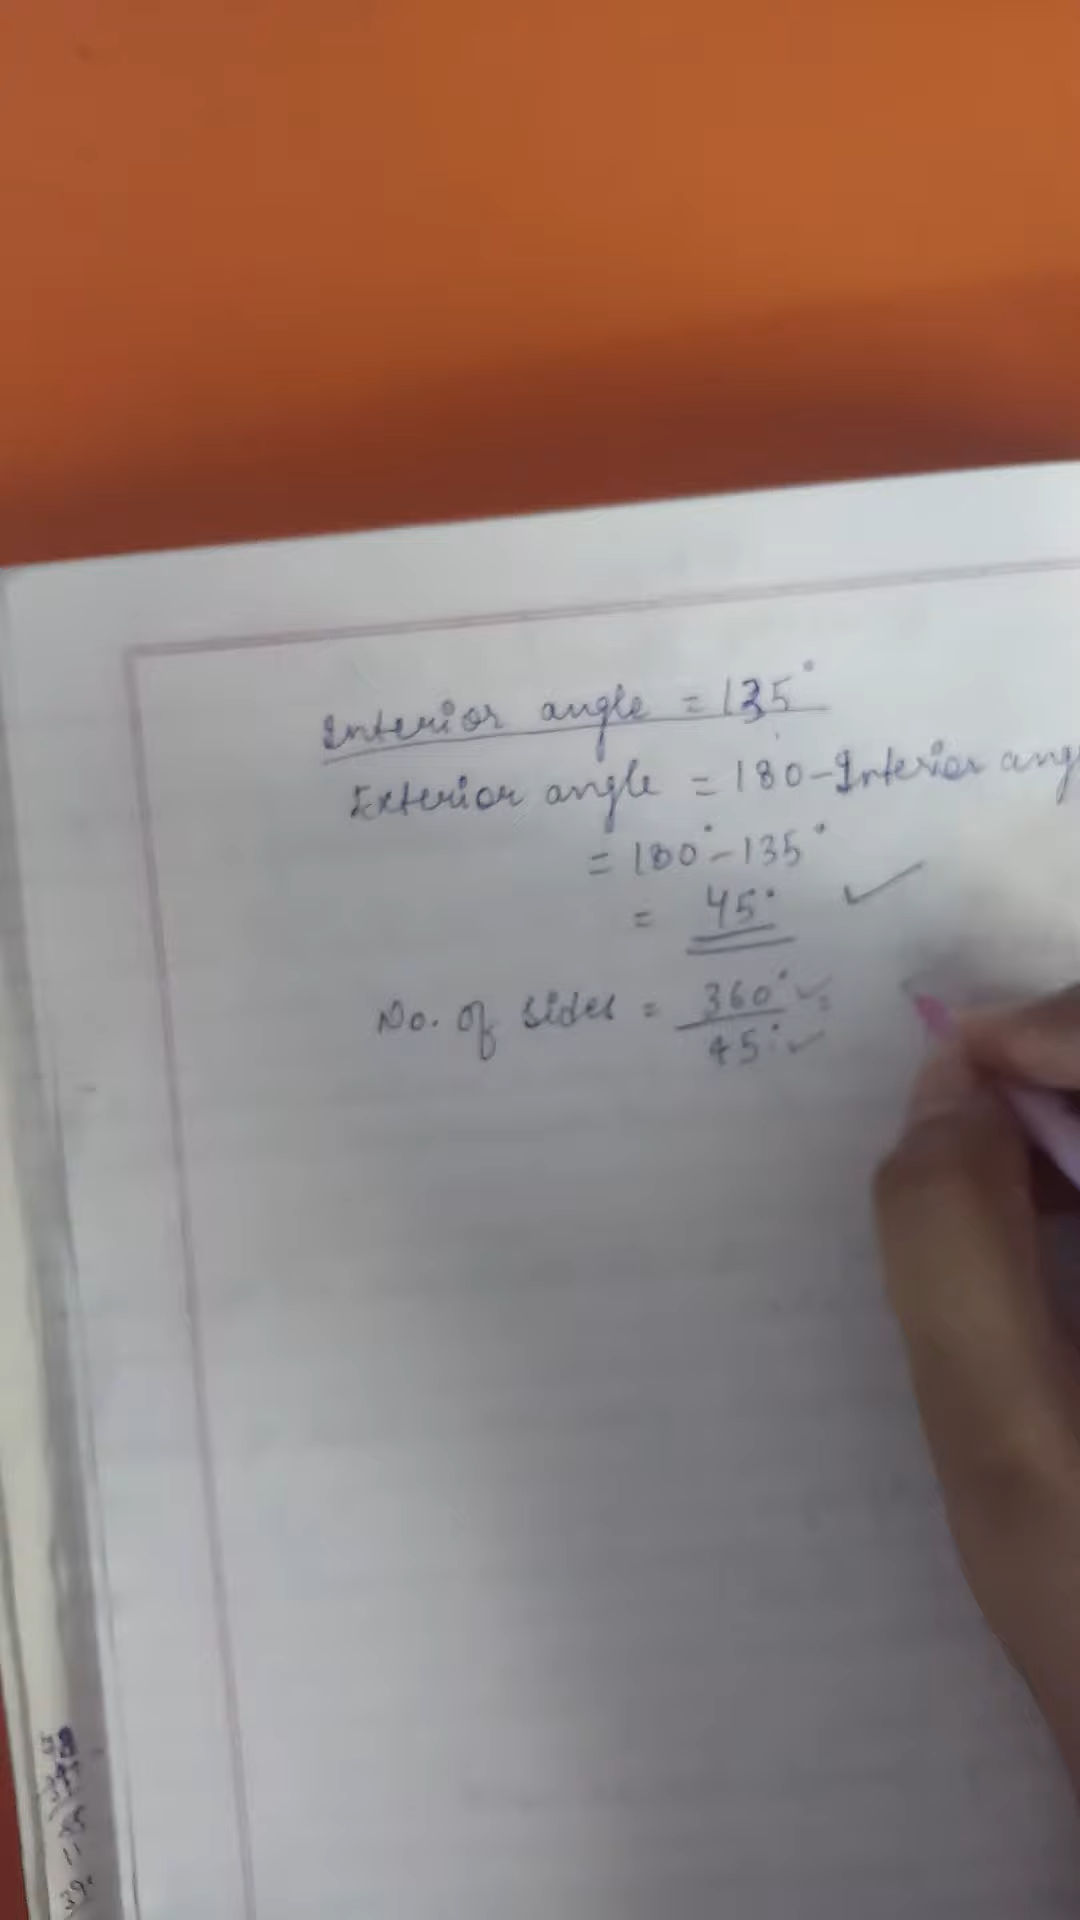 Interior angle = 135°
Exterior angle = 180-Interior ang
= 180°-135°
= 45° ✓
No. of sides = 360° ✓ =
45° ✓